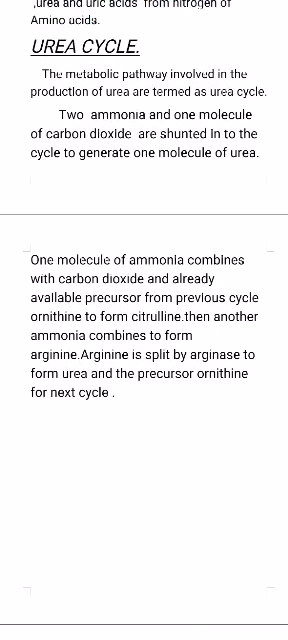 ,urea and uric acids from nitrogen of
Amino acids.
UREA CYCLE.
The metabolic pathway involved in the
production of urea are termed as urea cycle.
Two ammonia and one molecule
of carbon dioxide are shunted in to the
cycle to generate one molecule of urea.
One molecule of ammonia combines
with carbon dioxide and already
available precursor from previous cycle
ornithine to form citrulline.then another
ammonia combines to form
arginine.Arginine is split by arginase to
form urea and the precursor ornithine
for next cycle .